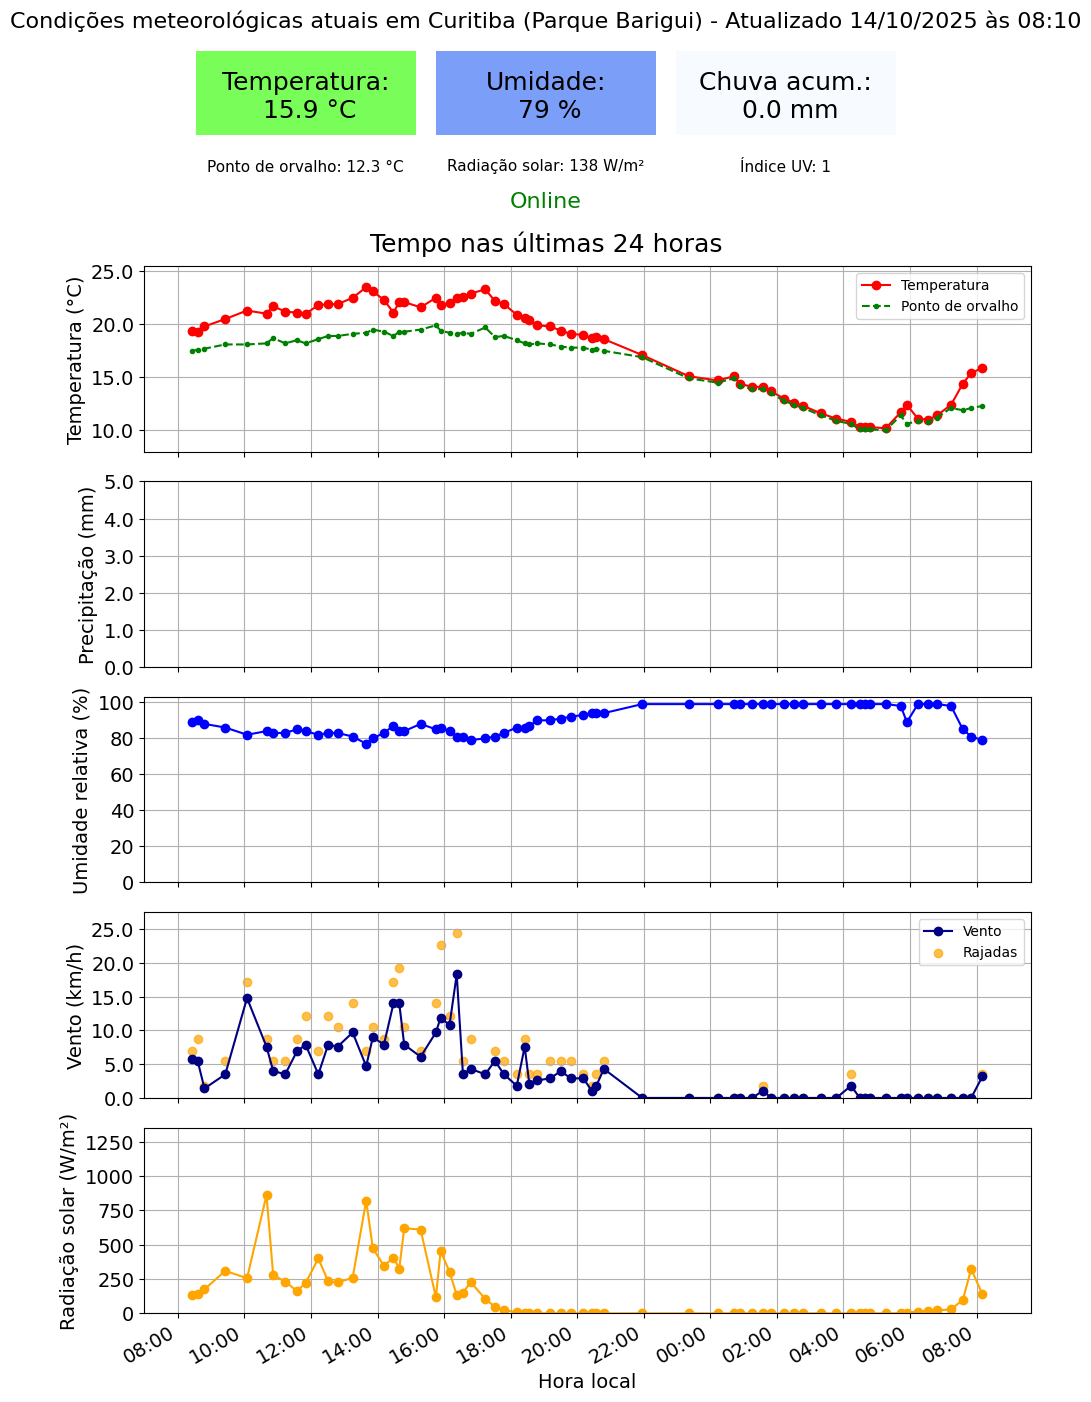 Condições meteorológicas atuais em Curitiba (Parque Barigui) - Atualizado 14/10/2025 às 08:10
Temperatura:
15.9 °C
Umidade:
79 %
Chuva acum.:
0.0 mm
Ponto de orvalho: 12.3 °C
Radiação solar: 138 W/m²
Índice UV: 1
Online
Tempo nas últimas 24 horas
Temperatura (°C)
25.0
20.0
15.0
10.0
Temperatura
Ponto de orvalho
Precipitação (mm)
5.0
4.0
3.0
2.0
1.0
0.0
Umidade relativa (%)
100
80
60
40
20
0
Vento (km/h)
25.0
20.0
15.0
10.0
5.0
0.0
Vento
Rajadas
Radiação solar (W/m²)
1250
1000
750
500
250
0
08:00
10:00
12:00
14:00
16:00
18:00
20:00
22:00
00:00
02:00
04:00
06:00
08:00
Hora local